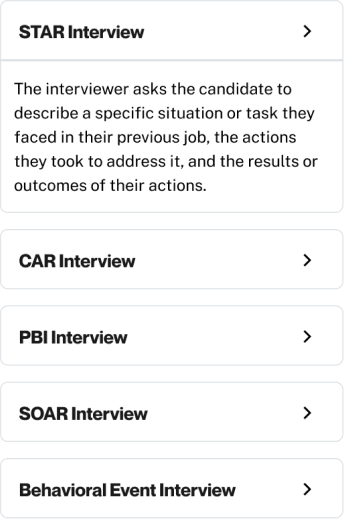 STAR Interview
The interviewer asks the candidate to
describe a specific situation or task they
faced in their previous job, the actions
they took to address it, and the results or
outcomes of their actions.
CAR Interview
PBI Interview
SOAR Interview
Behavioral Event Interview